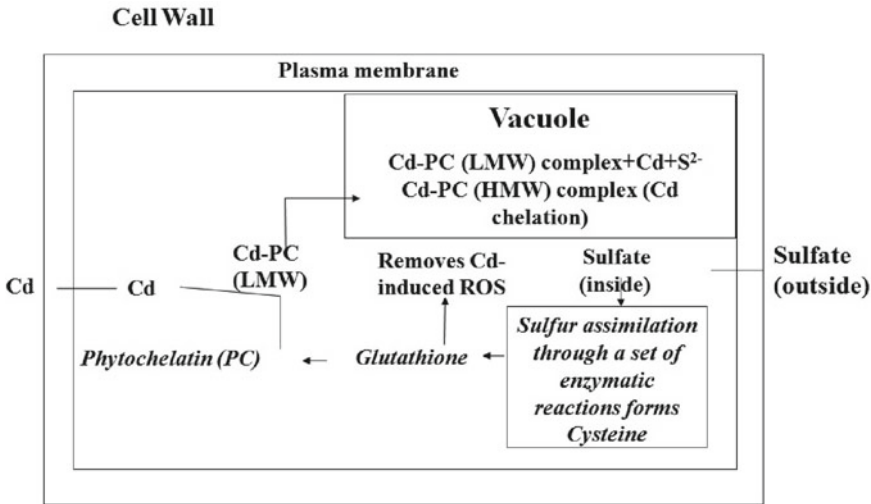 Cell Wall
Plasma membrane
Vacuole
Cd-PC (LMW) complex+Cd+S²⁻
Cd-PC (HMW) complex (Cd
chelation)
Cd-PC
(LMW)
Removes Cd-
induced ROS
Sulfate
(inside)
Sulfate
(outside)
Cd
Cd
Phytochelatin (PC)
Glutathione
Sulfur assimilation
through a set of
enzymatic
reactions forms
Cysteine